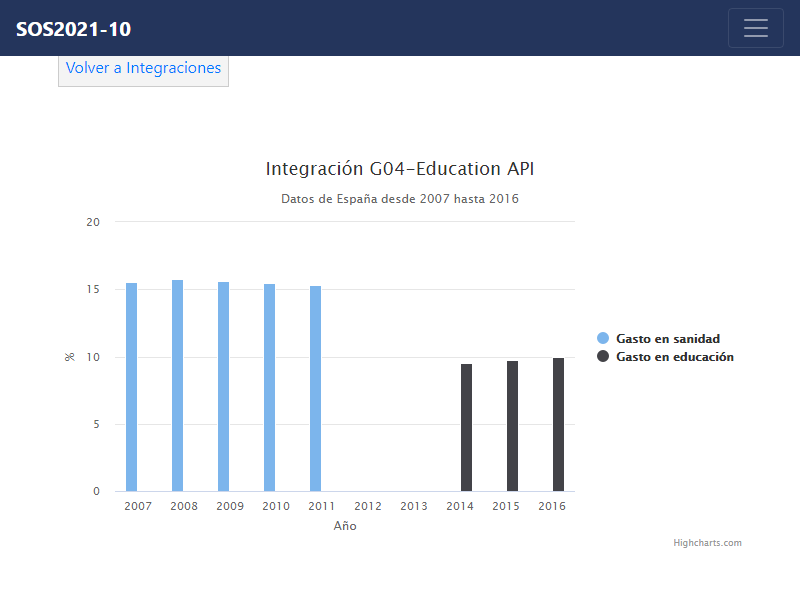 SOS2021-10
Volver a Integraciones
Integración G04-Education API
Datos de España desde 2007 hasta 2016
20
15
10
5
0
%
2007 2008 2009 2010 2011 2012 2013 2014 2015 2016
Año
Gasto en sanidad
Gasto en educación
Highcharts.com